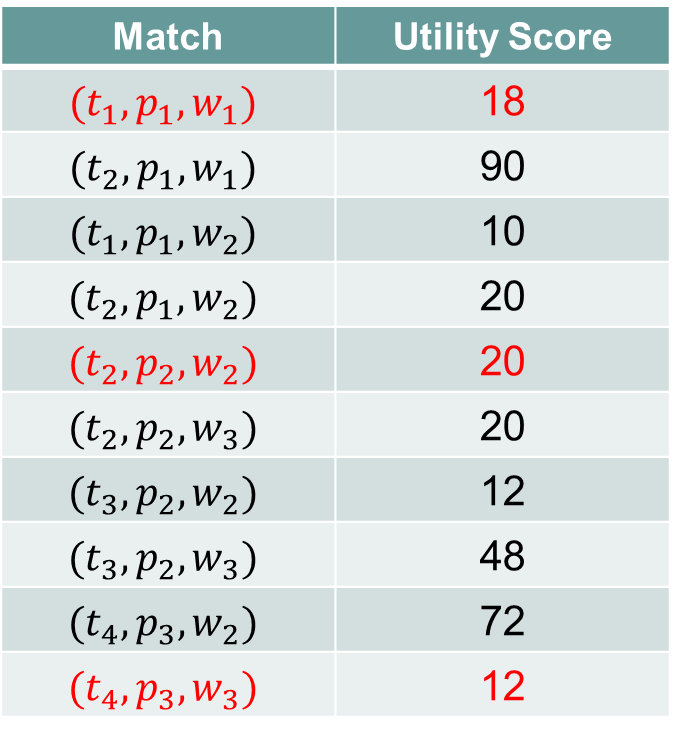 Match Utility Score
(t₁, p₁, w₁) 18
(t₂, p₁, w₁) 90
(t₁, p₁, w₂) 10
(t₂, p₁, w₂) 20
(t₂, p₂, w₂) 20
(t₂, p₂, w₃) 20
(t₃, p₂, w₂) 12
(t₃, p₂, w₃) 48
(t₄, p₃, w₂) 72
(t₄, p₃, w₃) 12